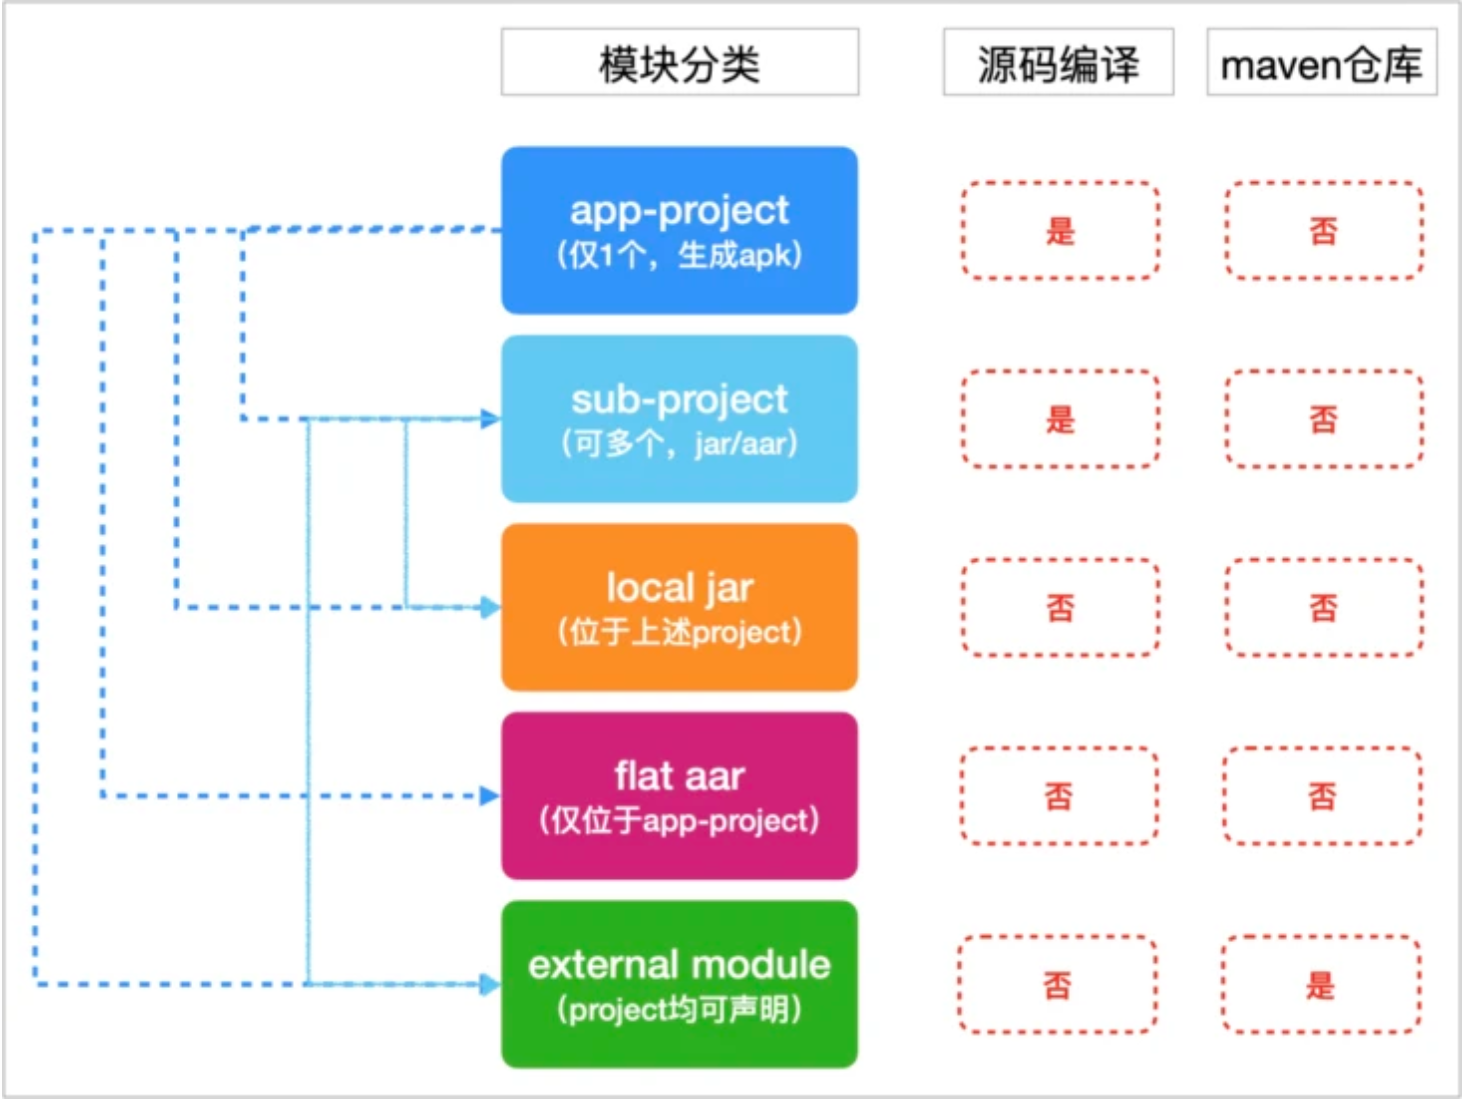 模块分类
源码编译
maven仓库
app-project
（仅1个，生成apk）
是
否
sub-project
（可多个，jar/aar）
是
否
local jar
（位于上述project）
否
否
flat aar
（仅位于app-project）
否
否
external module
（project均可声明）
否
是